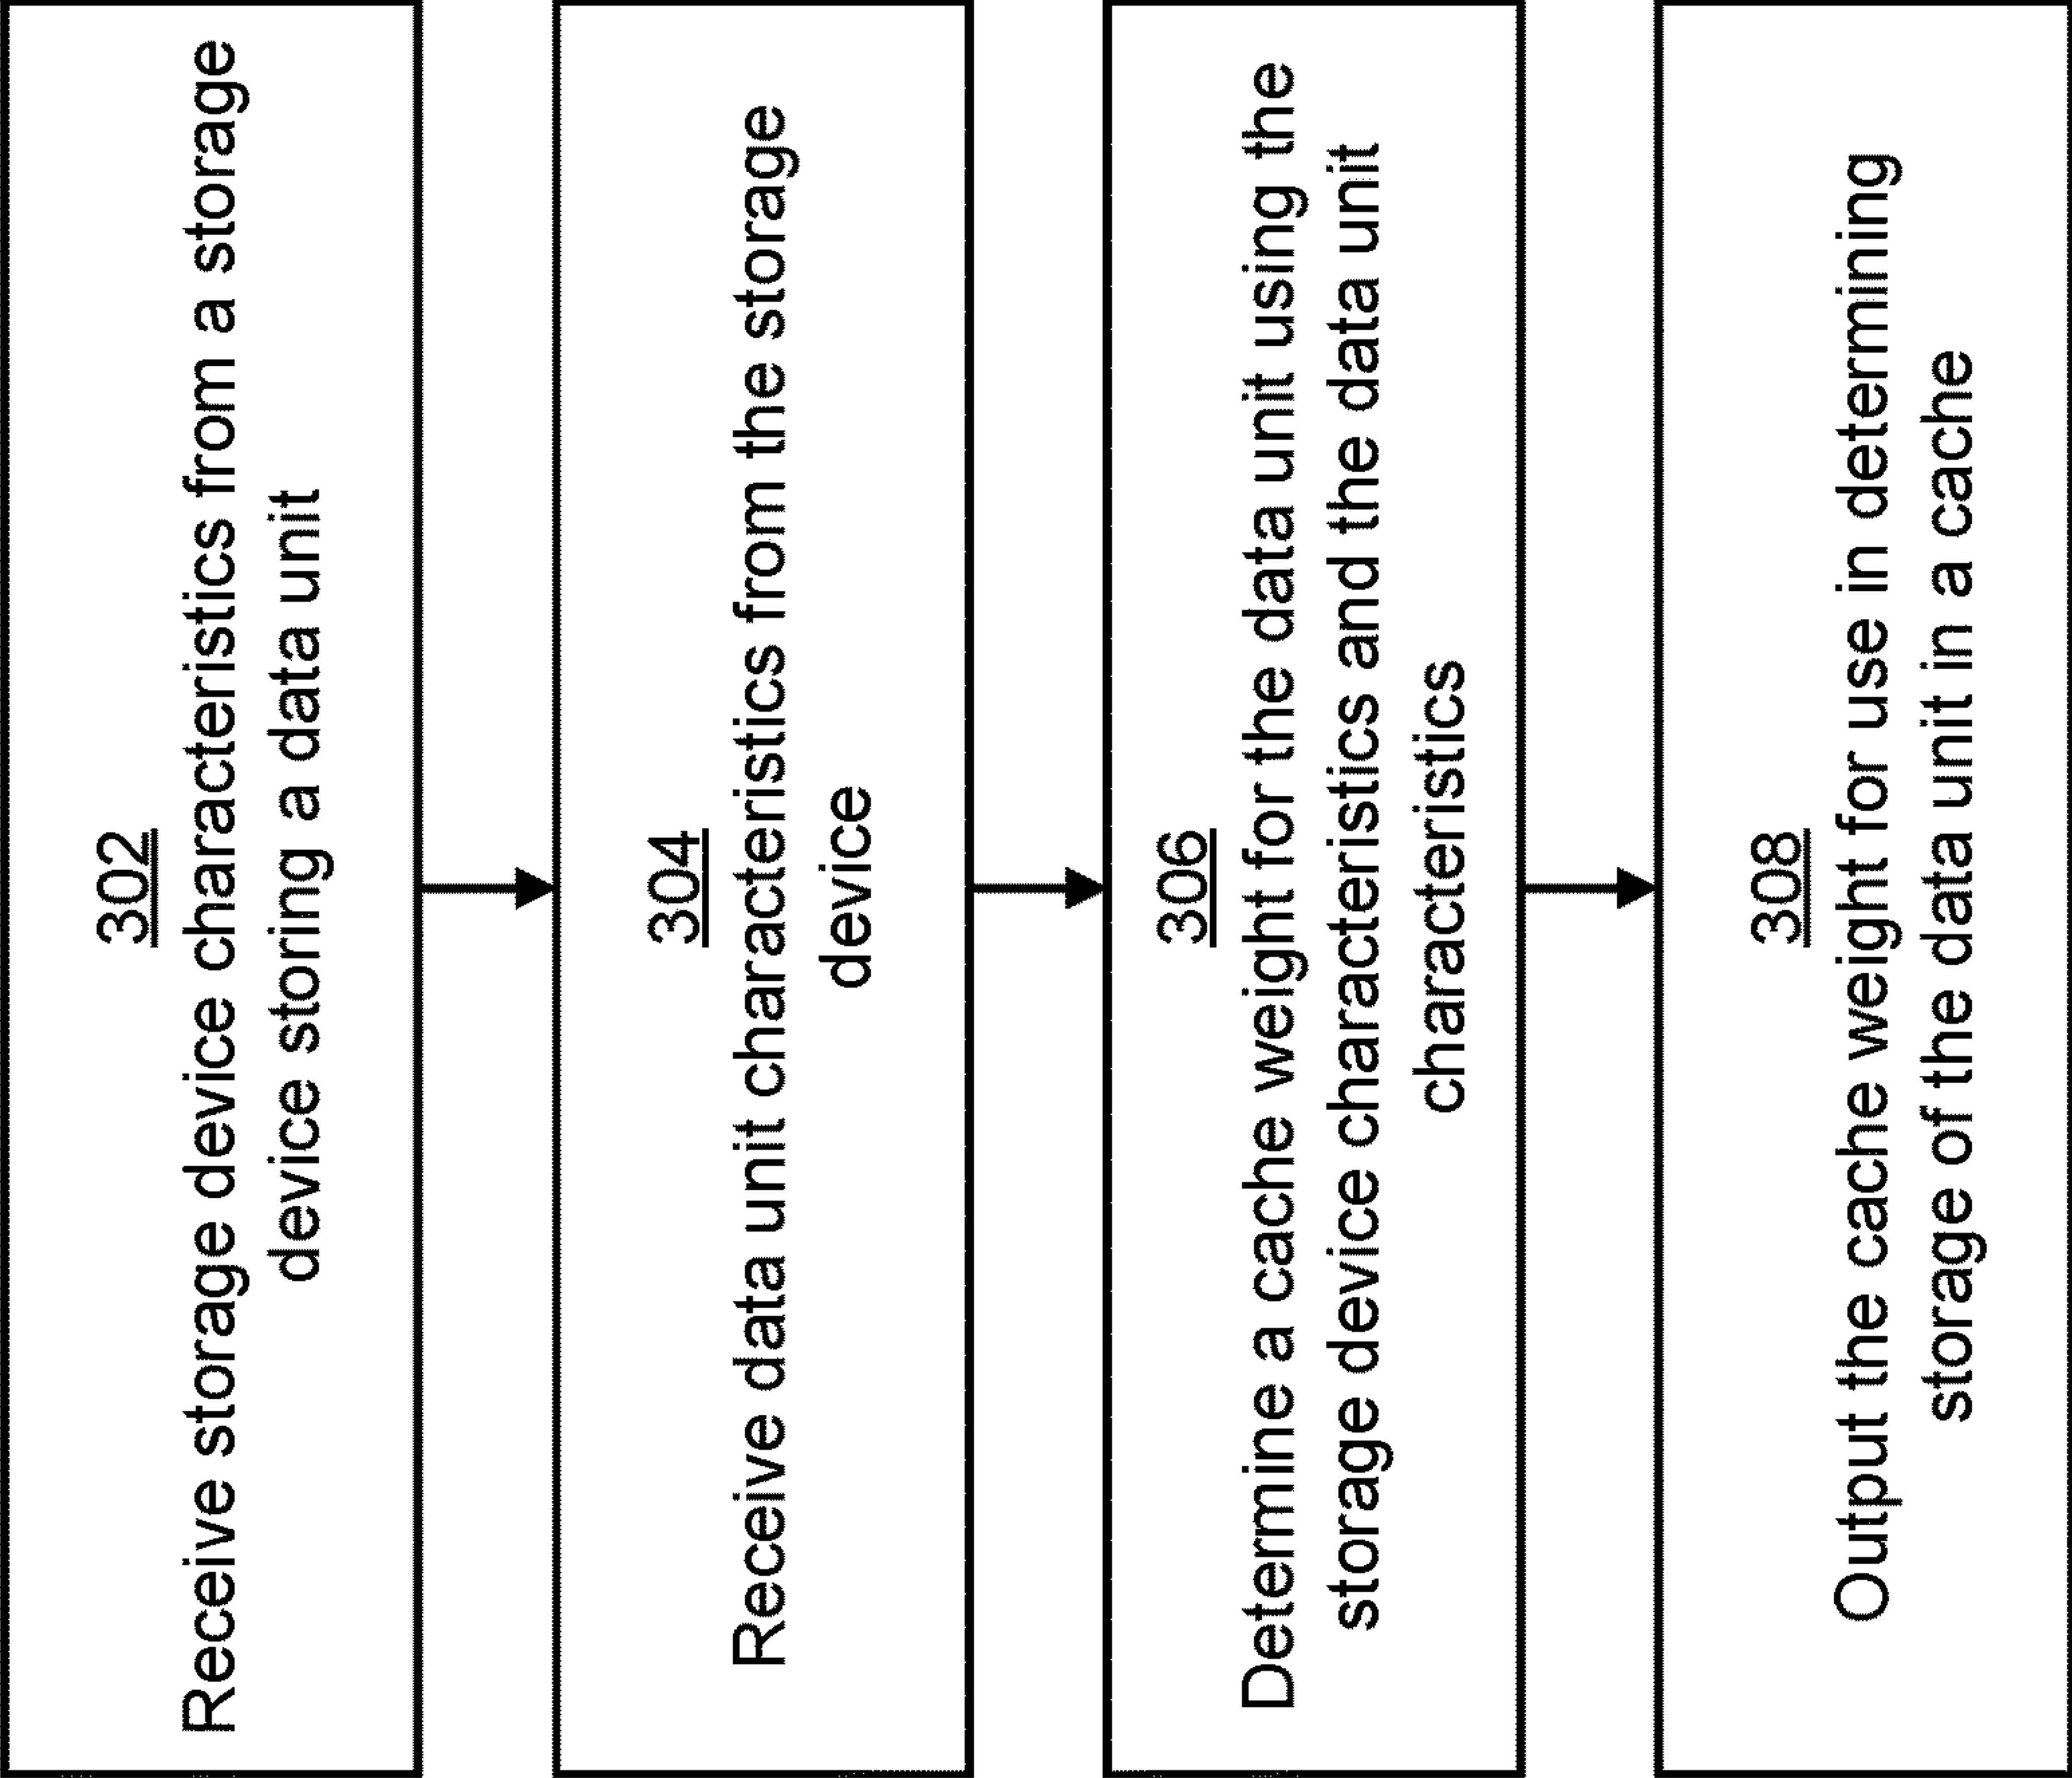 302
Receive storage device characteristics from a storage
device storing a data unit
304
Receive data unit characteristics from the storage
device
306
Determine a cache weight for the data unit using the
storage device characteristics and the data unit
characteristics
308
Output the cache weight for use in determining
storage of the data unit in a cache